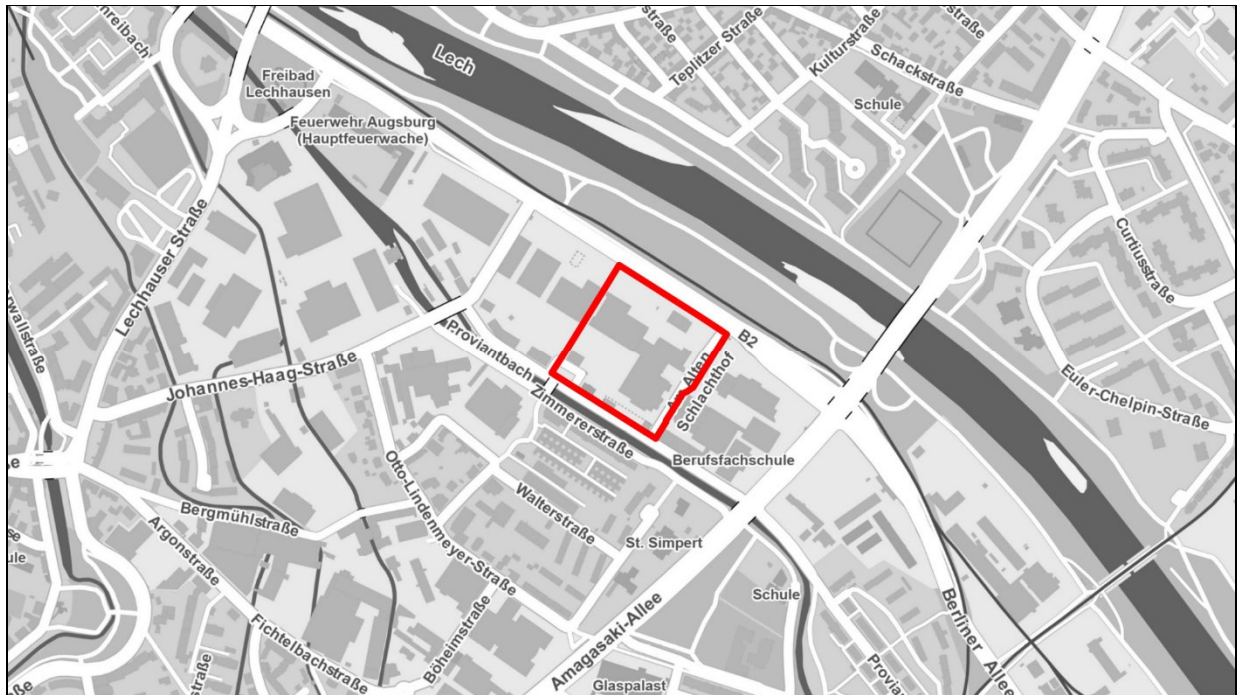 Lech
Teplitzer Straße
Kulturstraße
Schackstraße
Schule
Freibad
Lechhausen
Feuerwehr Augsburg
(Hauptfeuerwache)
Lechhauser Straße
Johannes-Haag-Straße
Proviantbach
Zimmererstraße
Am Alten
Schlachthof
B2
Curtiusstraße
Euler-Chelpin-Straße
Berufsfachschule
Otto-Lindenmeyer-Straße
Walterstraße
St. Simpert
Bergmühlstraße
Argonstraße
Fichtelbachstraße
Böheimstraße
Amagasaki-Allee
Schule
Berliner Allee
Glaspalast